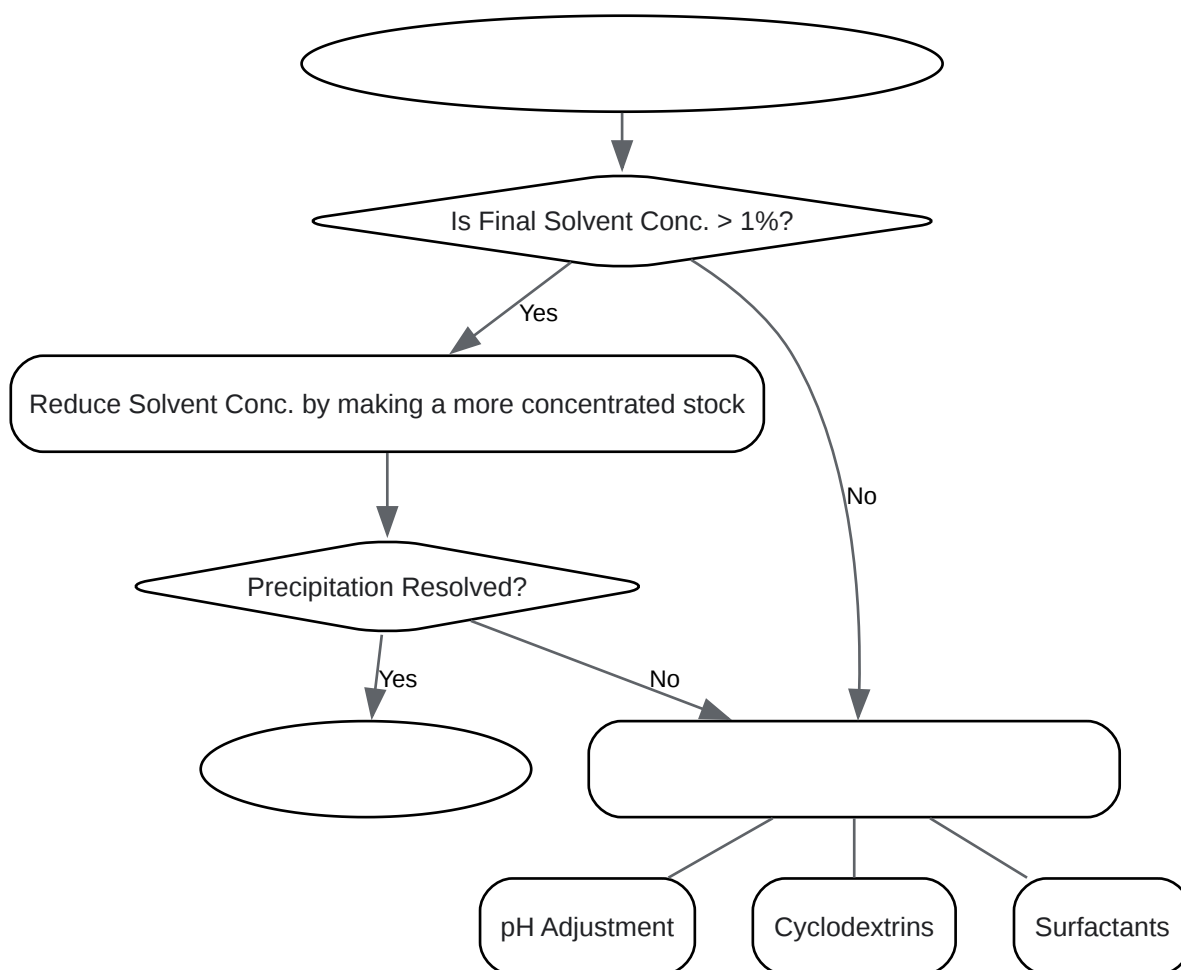 Is Final Solvent Conc. > 1%?
Yes
Reduce Solvent Conc. by making a more concentrated stock
No
Precipitation Resolved?
Yes
No
pH Adjustment
Cyclodextrins
Surfactants